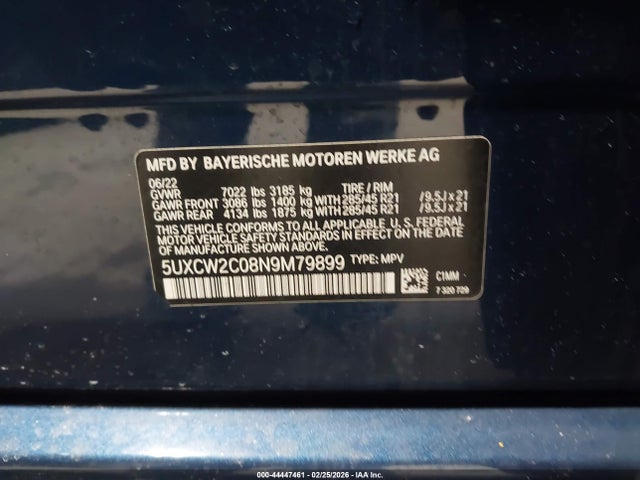 MFD BY BAYERISCHE MOTOREN WERKE AG
06/22
GVWR 7022 lbs 3185 kg TIRE / RIM
GAWR FRONT 3086 lbs 1400 kg WITH 285/45 R21 /9.5J x 21
GAWR REAR 4134 lbs 1875 kg WITH 285/45 R21 /9.5J x 21
THIS VEHICLE CONFORMS TO ALL APPLICABLE U.S. FEDERAL
MOTOR VEHICLE SAFETY STANDARDS IN EFFECT ON THE DATE
OF MANUFACTURE SHOWN ABOVE.
5UXCW2C08N9M79899 TYPE: MPV
C1MM
7 320 729
000-44447461 - 02/25/2026 - © IAA Inc.